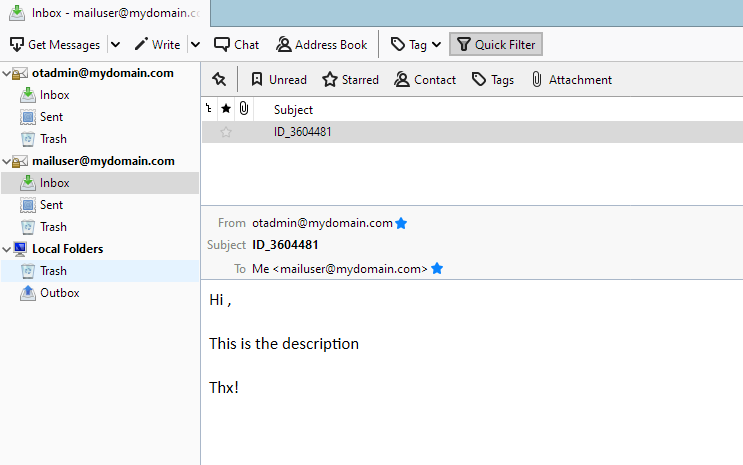 Inbox - mailuser@mydomain.c
Get Messages Write Chat Address Book Tag Quick Filter
otadmin@mydomain.com
Inbox
Sent
Trash
mailuser@mydomain.com
Inbox
Sent
Trash
Local Folders
Trash
Outbox
Unread Starred Contact Tags Attachment
Subject
ID_3604481
From otadmin@mydomain.com
Subject ID_3604481
To Me <mailuser@mydomain.com>
Hi ,
This is the description
Thx!